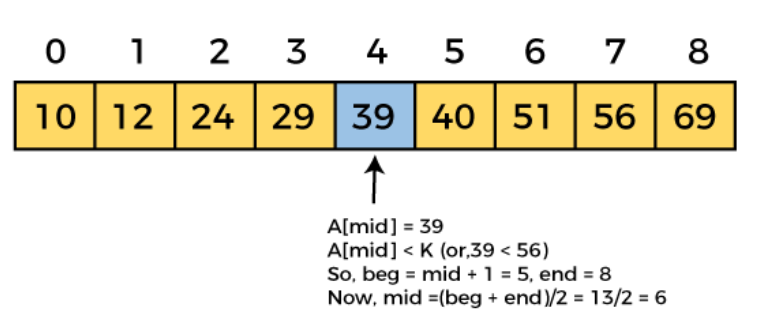 0 1 2 3 4 5 6 7 8
10 12 24 29 39 40 51 56 69
A[mid] = 39
A[mid] < K (or,39 < 56)
So, beg = mid + 1 = 5, end = 8
Now, mid =(beg + end)/2 = 13/2 = 6